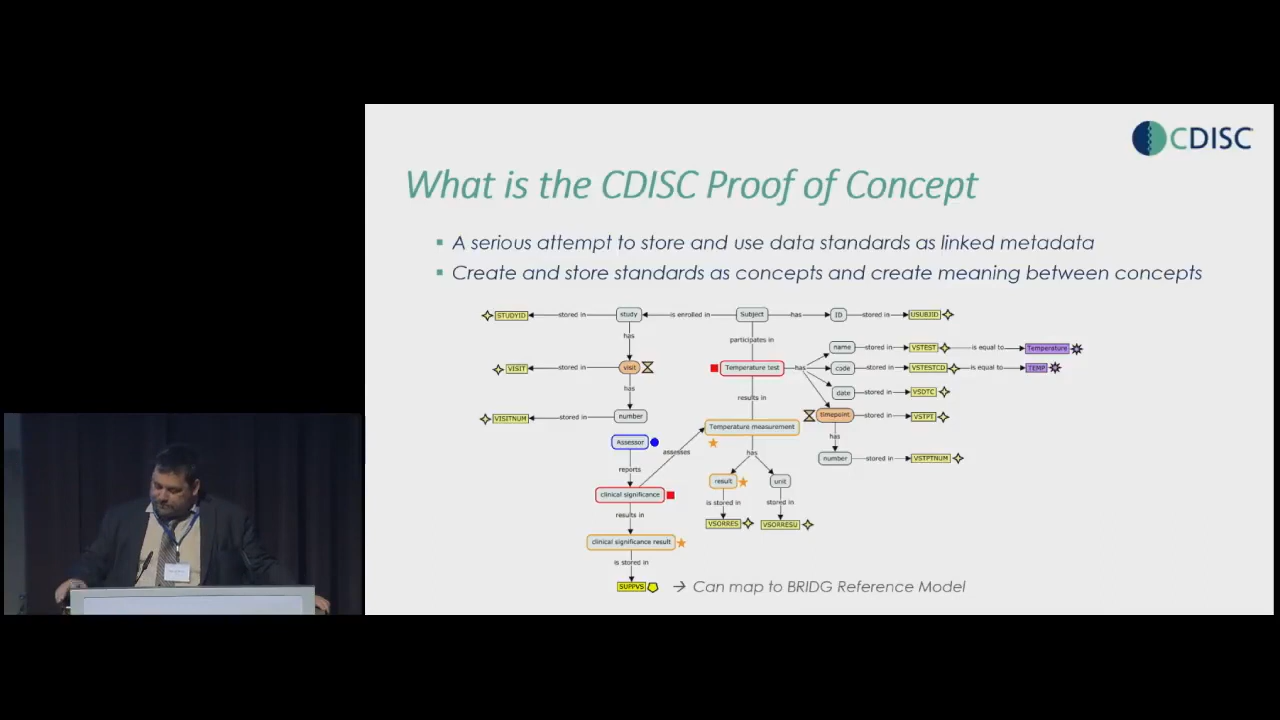 CDISC
What is the CDISC Proof of Concept
A serious attempt to store and use data standards as linked metadata
Create and store standards as concepts and create meaning between concepts
STUDYID stored in study is enrolled in Subject has ID stored in USUBJID
has
participates in
name stored in VSTEST is equal to Temperature
VISIT stored in visit
Temperature test has code stored in VSTESTCD is equal to TEMP
has
results in
date stored in VSDTC
VISITNUM stored in number
timepoint stored in VSTPT
Temperature measurement
Assessor
assesses
has
has
number stored in VSTPTNUM
reports
result unit
clinical significance
is stored in stored in
results in
VSORRES VSORRESU
clinical significance result
is stored in
SUPPVS
→ Can map to BRIDG Reference Model